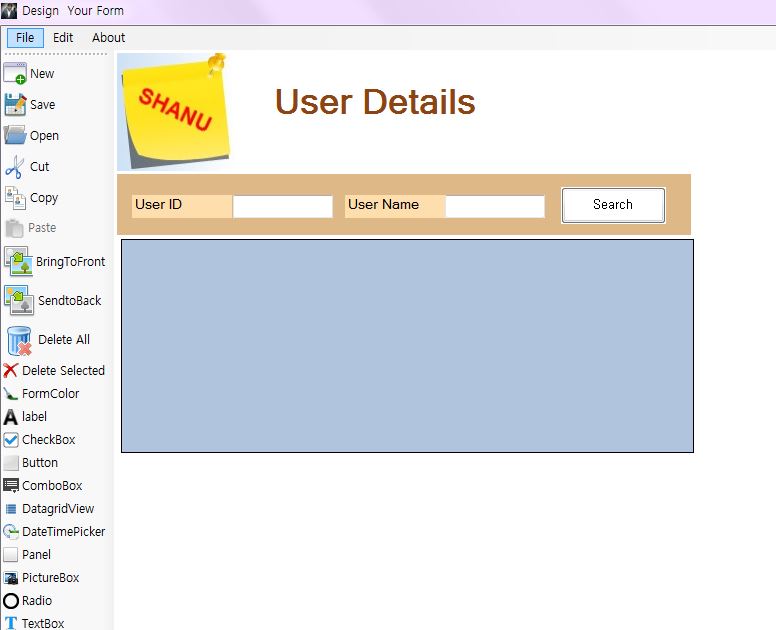 Design Your Form
File Edit About
New
Save
Open
Cut
Copy
Paste
BringToFront
SendtoBack
Delete All
Delete Selected
FormColor
label
CheckBox
Button
ComboBox
DatagridView
DateTimePicker
Panel
PictureBox
Radio
TextBox
SHANU
User Details
User ID User Name Search